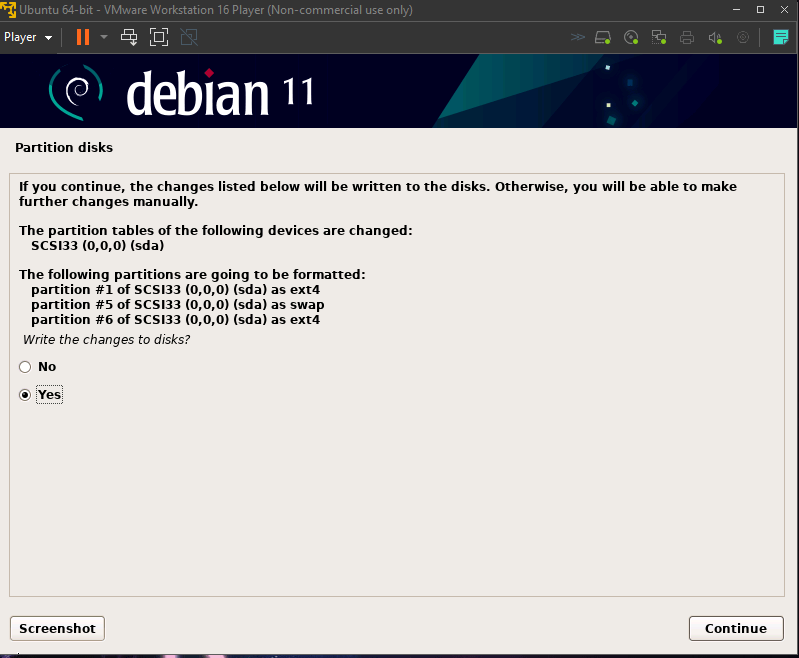 Ubuntu 64-bit - VMware Workstation 16 Player (Non-commercial use only)
Player
debian 11
Partition disks
If you continue, the changes listed below will be written to the disks. Otherwise, you will be able to make
further changes manually.
The partition tables of the following devices are changed:
SCSI33 (0,0,0) (sda)
The following partitions are going to be formatted:
partition #1 of SCSI33 (0,0,0) (sda) as ext4
partition #5 of SCSI33 (0,0,0) (sda) as swap
partition #6 of SCSI33 (0,0,0) (sda) as ext4
Write the changes to disks?
No
Yes
Screenshot
Continue